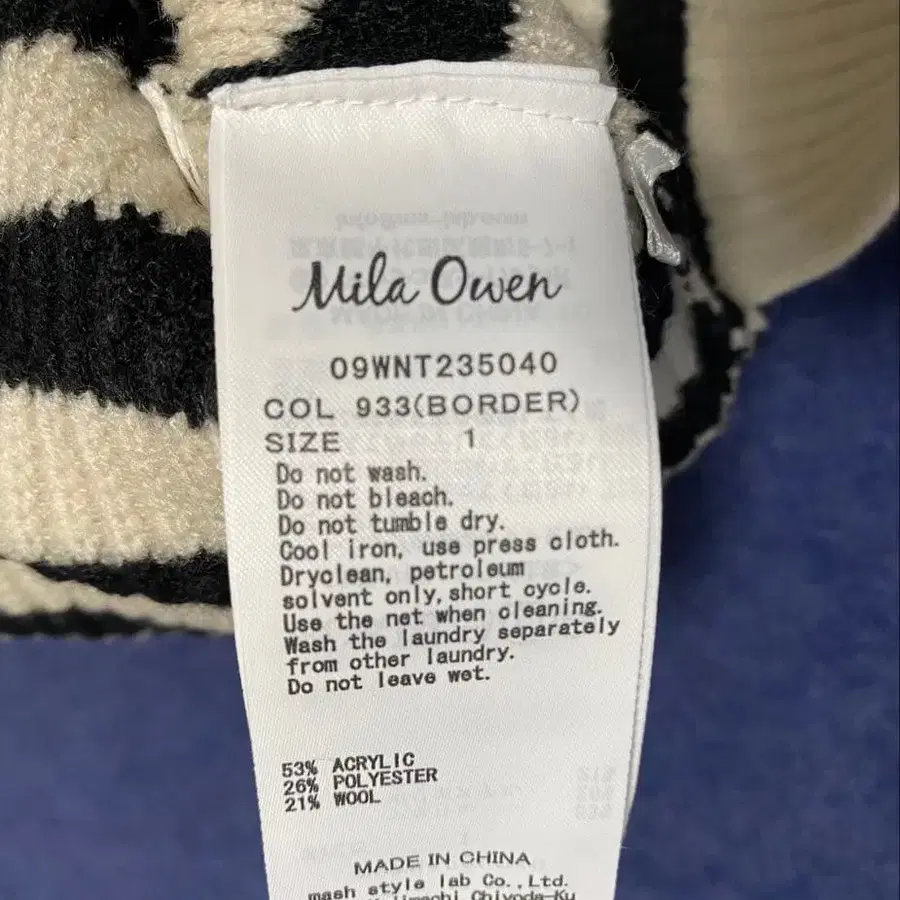 Mila Owen
09WNT235040
COL 933(BORDER)
SIZE 1
Do not wash.
Do not bleach.
Do not tumble dry.
Cool iron, use press cloth.
Dryclean, petroleum
solvent only, short cycle.
Use the net when cleaning.
Wash the laundry separately
from other laundry.
Do not leave wet.
53% ACRYLIC
26% POLYESTER
21% WOOL
MADE IN CHINA
mash style lab Co., Ltd.
Chiyoda-Ku